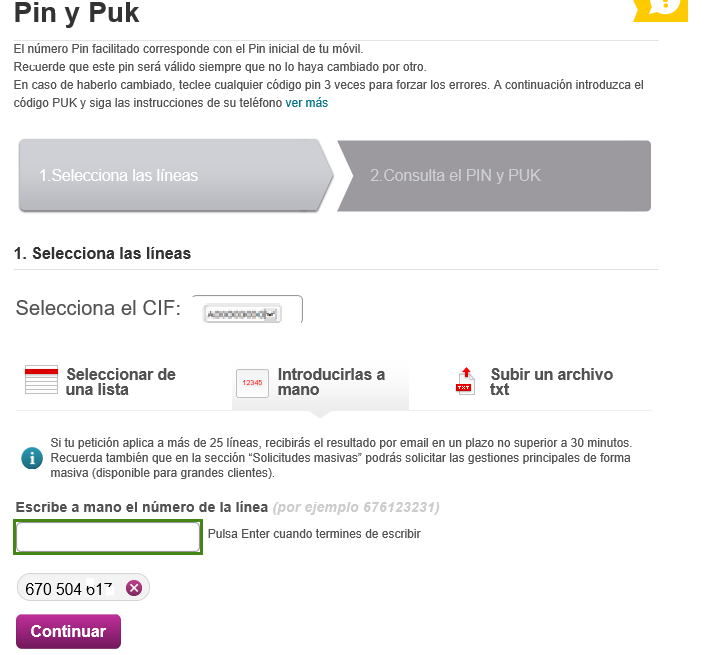 Pin y Puk
El número Pin facilitado corresponde con el Pin inicial de tu móvil.
Recuerde que este pin será válido siempre que no lo haya cambiado por otro.
En caso de haberlo cambiado, teclee cualquier código pin 3 veces para forzar los errores. A continuación introduzca el
código PUK y siga las instrucciones de su teléfono ver más
1.Selecciona las líneas
2.Consulta el PIN y PUK
1. Selecciona las líneas
Selecciona el CIF:
Seleccionar de
una lista
12345
Introducirlas a
mano
TXT
Subir un archivo
txt
Si tu petición aplica a más de 25 líneas, recibirás el resultado por email en un plazo no superior a 30 minutos.
Recuerda también que en la sección “Solicitudes masivas” podrás solicitar las gestiones principales de forma
masiva (disponible para grandes clientes).
Escribe a mano el número de la línea (por ejemplo 676123231)
Pulsa Enter cuando termines de escribir
670 504
Continuar